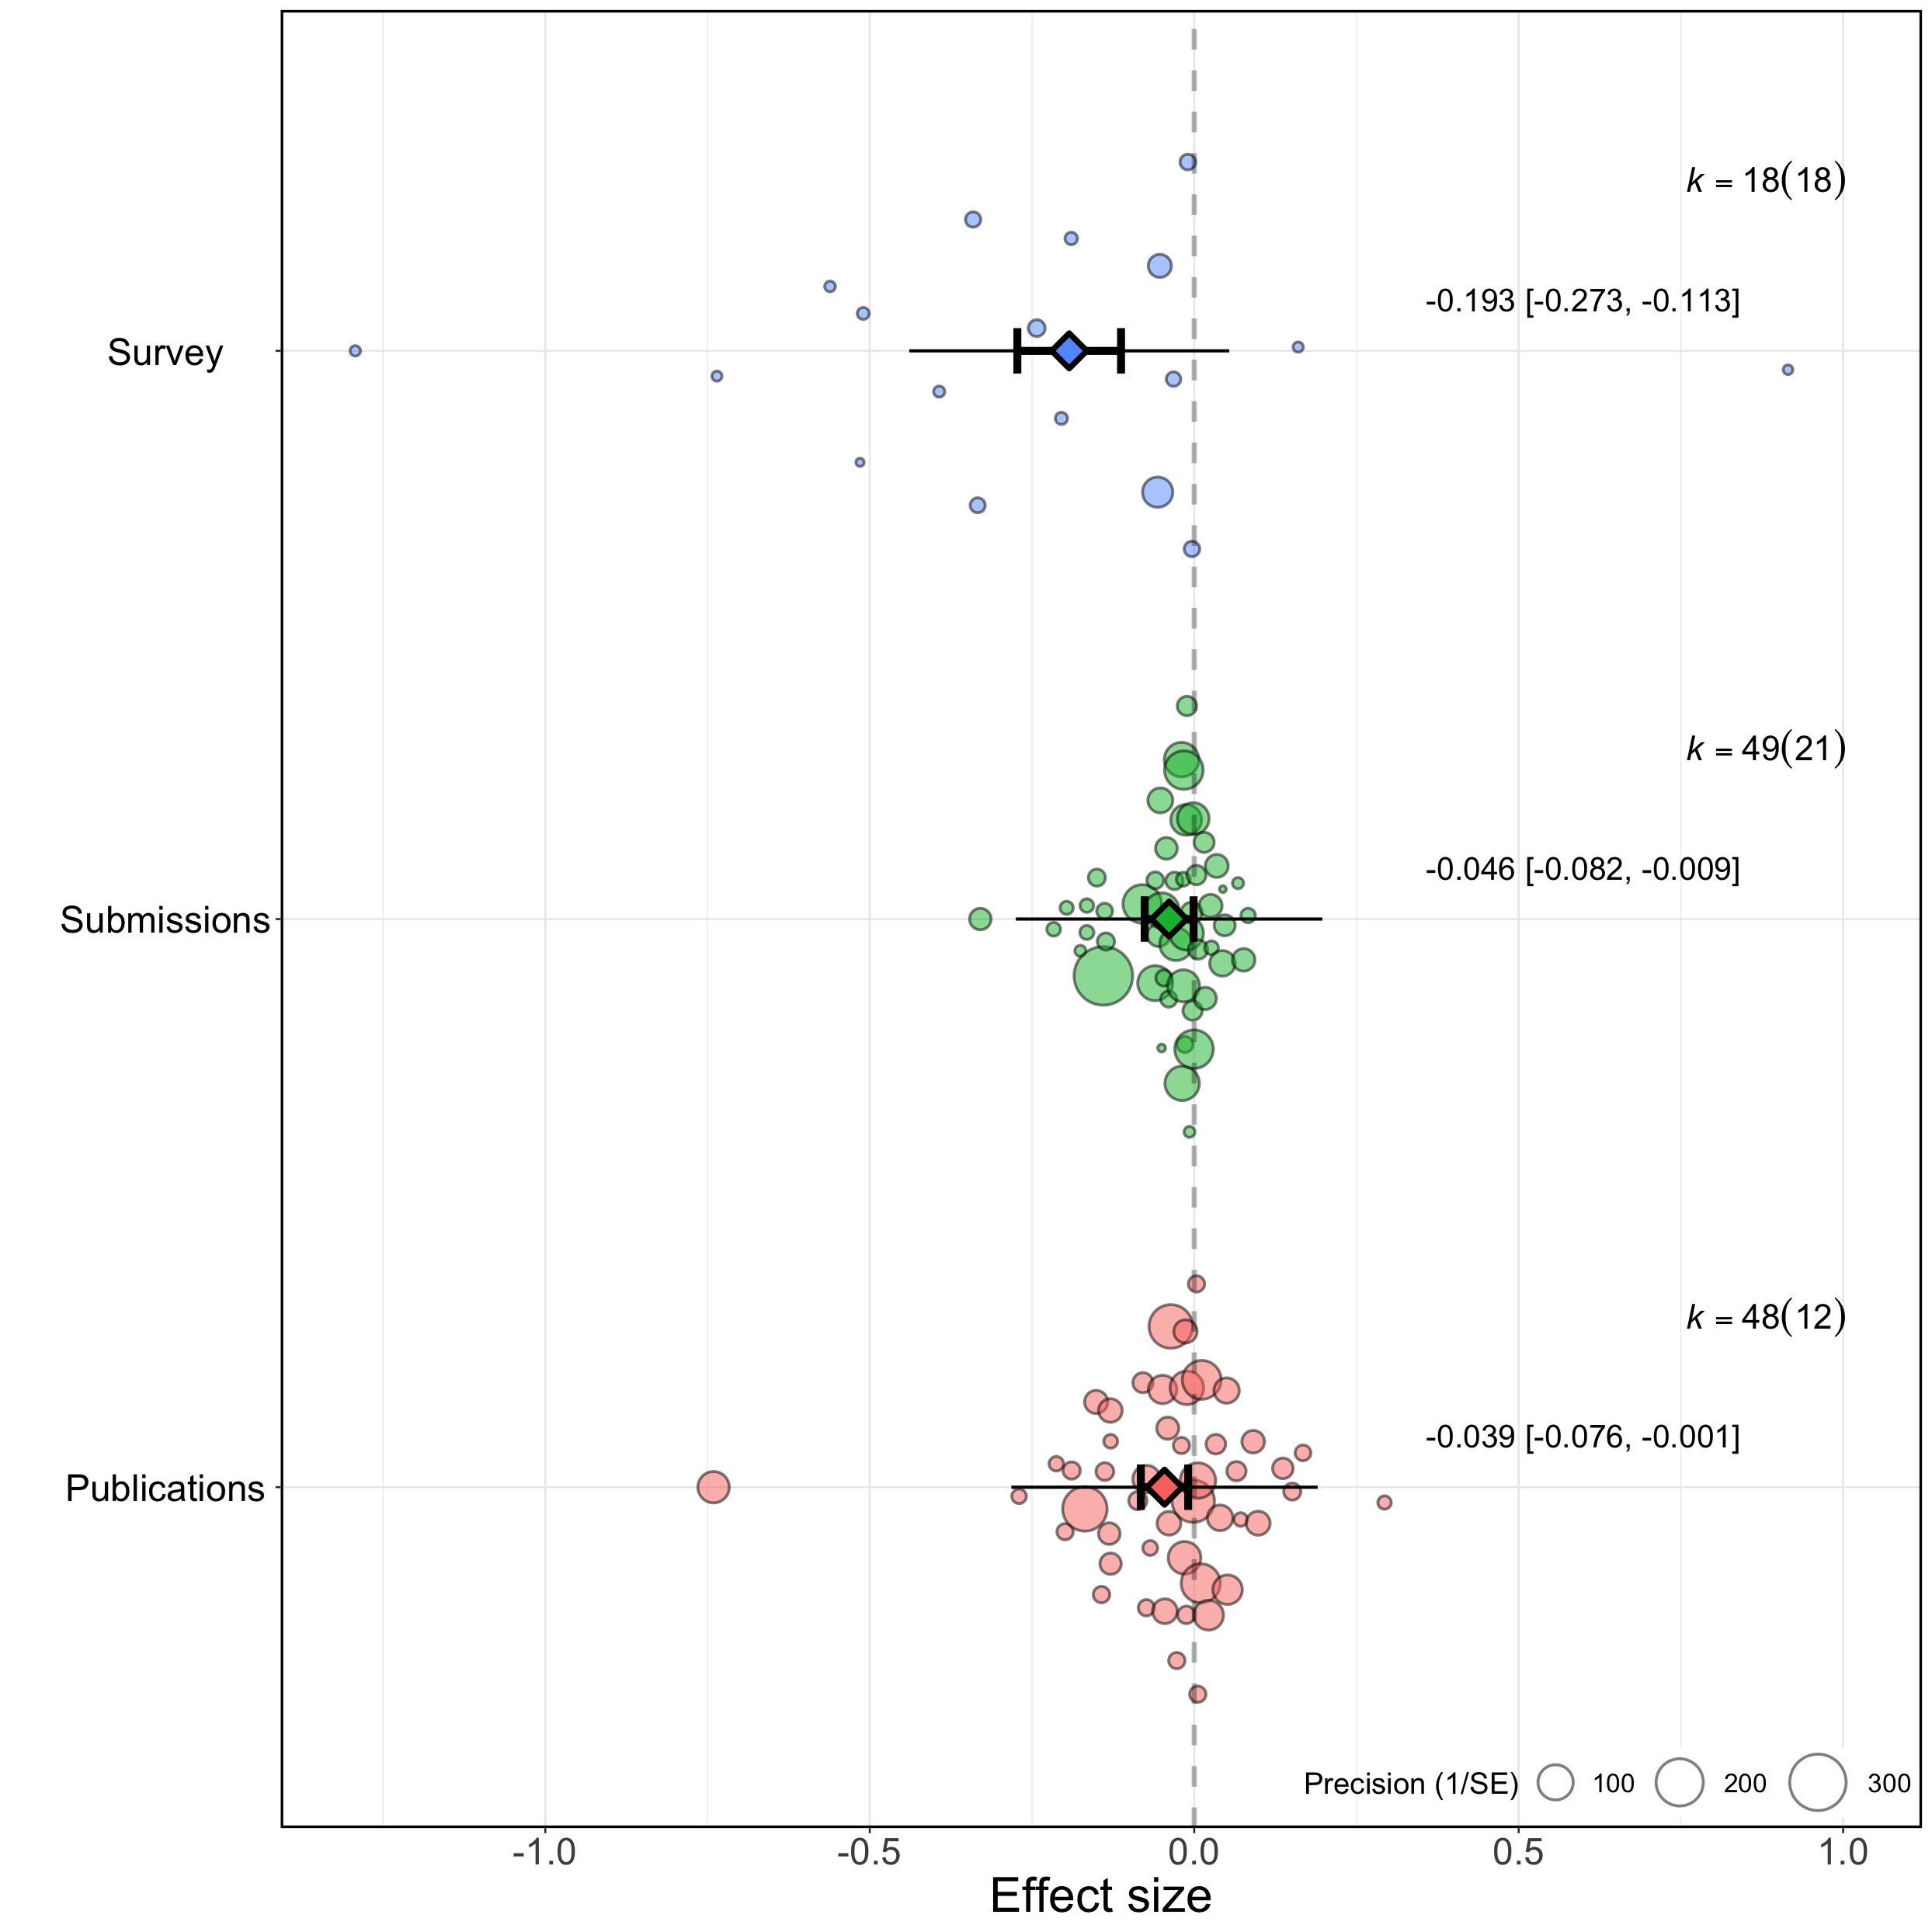 k = 18(18)
-0.193 [-0.273, -0.113]
Survey
k = 49(21)
-0.046 [-0.082, -0.009]
Submissions
k = 48(12)
-0.039 [-0.076, -0.001]
Publications
Precision (1/SE) 100 200 300
-1.0 -0.5 0.0 0.5 1.0
Effect size